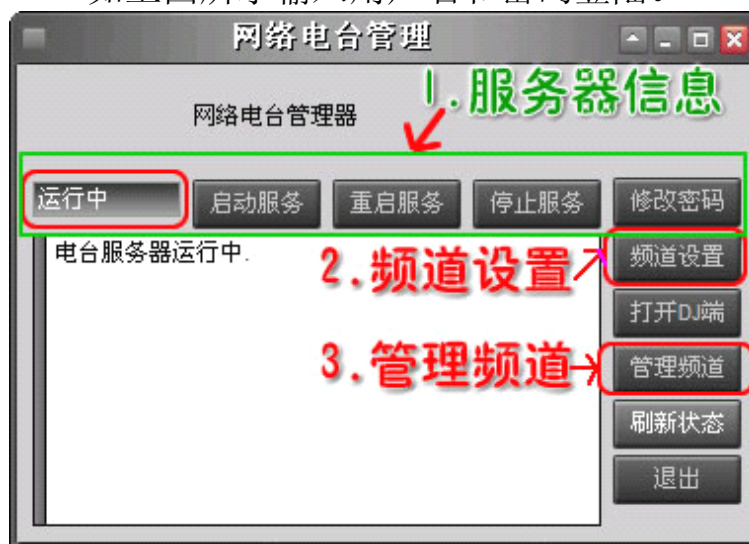 网络电台管理
1.服务器信息
网络电台管理器
运行中 启动服务 重启服务 停止服务 修改密码
电台服务器运行中.
2.频道设置
频道设置
打开DJ端
3.管理频道
管理频道
刷新状态
退出